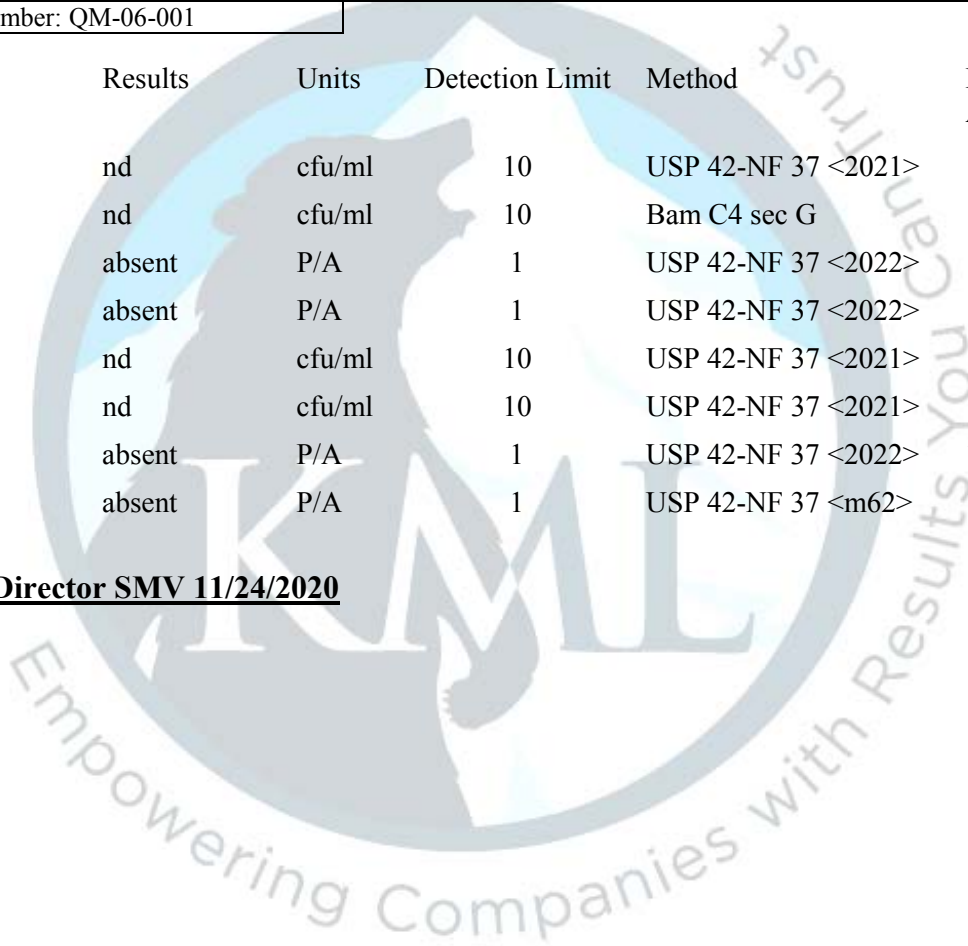 mber: QM-06-001
Results Units Detection Limit Method
nd cfu/ml 10 USP 42-NF 37 <2021>
nd cfu/ml 10 Bam C4 sec G
absent P/A 1 USP 42-NF 37 <2022>
absent P/A 1 USP 42-NF 37 <2022>
nd cfu/ml 10 USP 42-NF 37 <2021>
nd cfu/ml 10 USP 42-NF 37 <2021>
absent P/A 1 USP 42-NF 37 <2022>
absent P/A 1 USP 42-NF 37 <m62>
Director SMV 11/24/2020
KML
Empowering Companies with Results You Can Trust